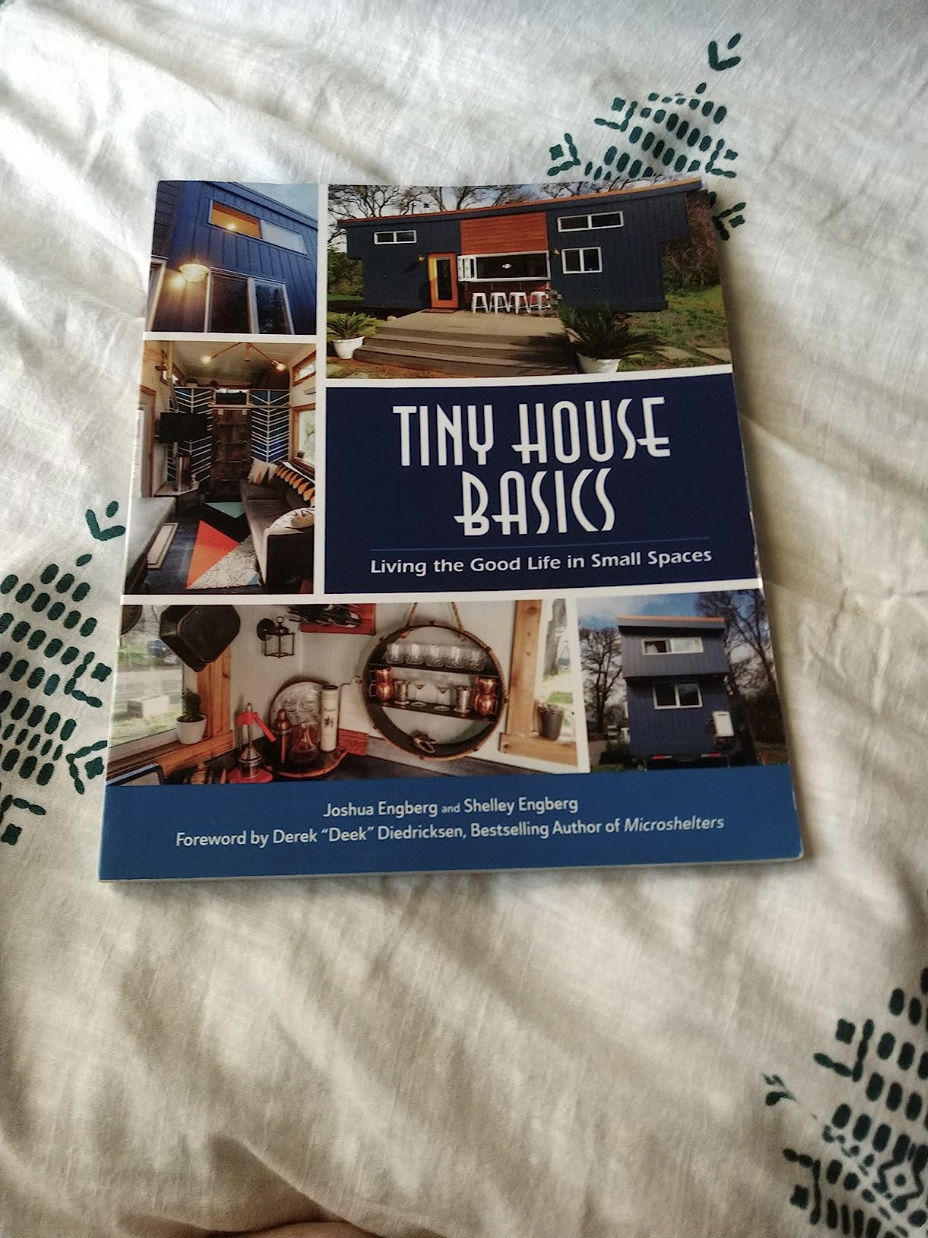 TINY HOUSE
BASICS
Living the Good Life in Small Spaces
Joshua Engberg and Shelley Engberg
Foreword by Derek “Deek” Diedricksen, Bestselling Author of Microshelters